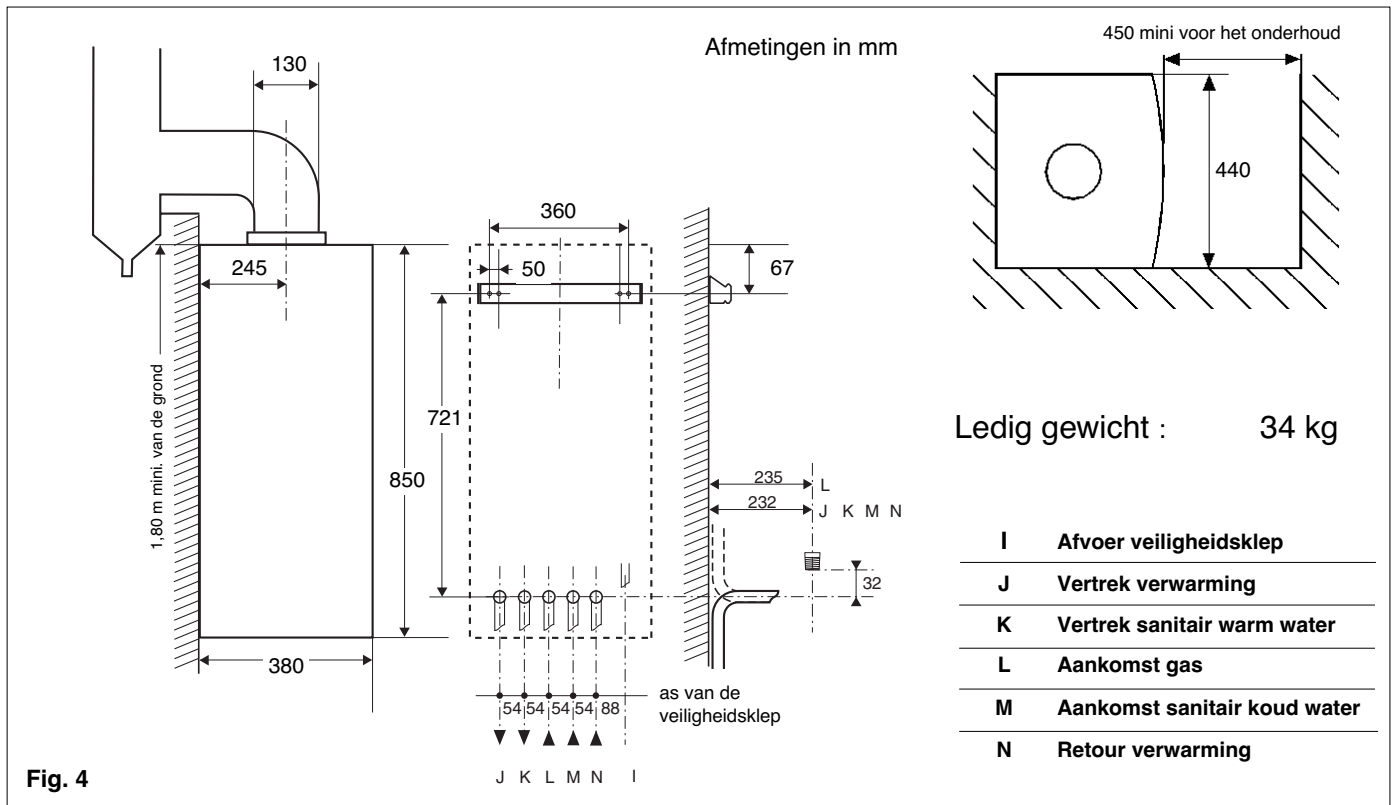 130
Afmetingen in mm
450 mini voor het onderhoud
440
360
245
50
67
1,80 m mini. van de grond
721
850
Ledig gewicht : 34 kg
235
L
232
J K M N
32
380
as van de
veiligheidsklep
54 54 54 54 88
J K L M N I
I Afvoer veiligheidsklep
J Vertrek verwarming
K Vertrek sanitair warm water
L Aankomst gas
M Aankomst sanitair koud water
N Retour verwarming
Fig. 4